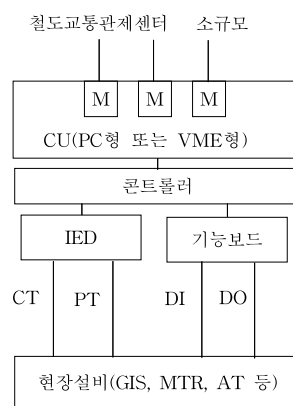 철도교통관제센터 소규모
M M M
CU(PC형 또는 VME형)
콘트롤러
IED 기능보드
CT PT DI DO
현장설비(GIS, MTR, AT 등)